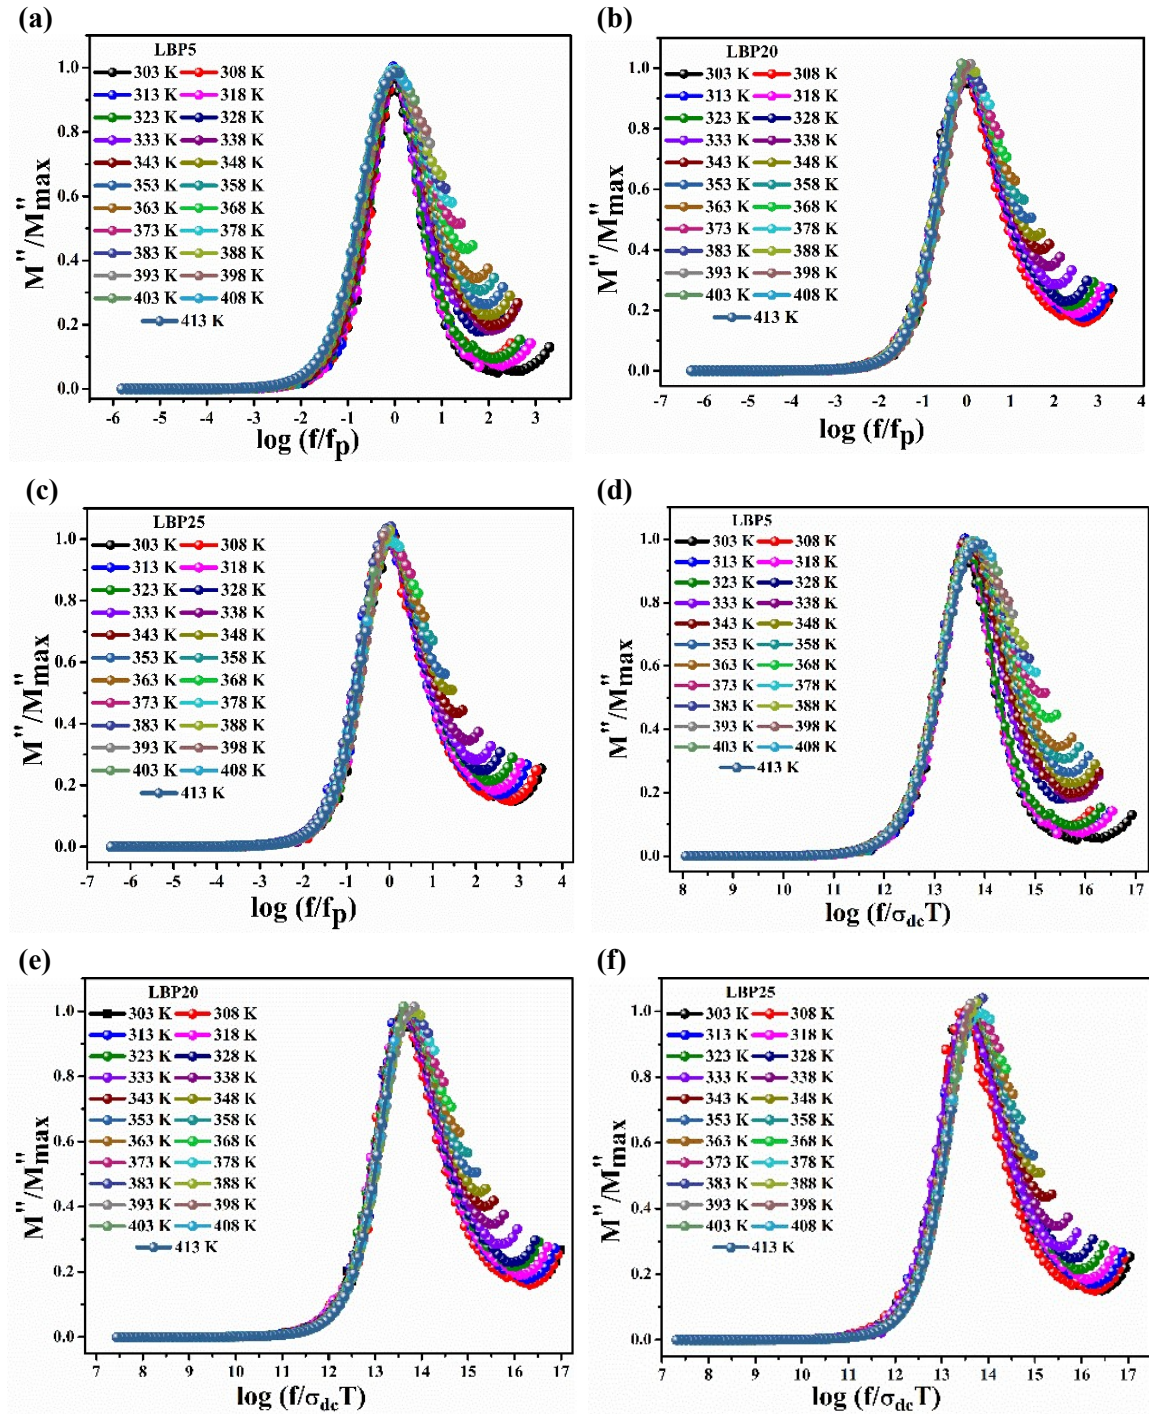 (a)
LBP5
303 K 308 K
313 K 318 K
323 K 328 K
333 K 338 K
343 K 348 K
353 K 358 K
363 K 368 K
373 K 378 K
383 K 388 K
393 K 398 K
403 K 408 K
413 K
M''/M''max
1.0
0.8
0.6
0.4
0.2
0.0
-6 -5 -4 -3 -2 -1 0 1 2 3
log (f/fp)
(b)
LBP20
303 K 308 K
313 K 318 K
323 K 328 K
333 K 338 K
343 K 348 K
353 K 358 K
363 K 368 K
373 K 378 K
383 K 388 K
393 K 398 K
403 K 408 K
413 K
M''/M''max
1.0
0.8
0.6
0.4
0.2
0.0
-7 -6 -5 -4 -3 -2 -1 0 1 2 3 4
log (f/fp)
(c)
LBP25
303 K 308 K
313 K 318 K
323 K 328 K
333 K 338 K
343 K 348 K
353 K 358 K
363 K 368 K
373 K 378 K
383 K 388 K
393 K 398 K
403 K 408 K
413 K
M''/M''max
1.0
0.8
0.6
0.4
0.2
0.0
-7 -6 -5 -4 -3 -2 -1 0 1 2 3 4
log (f/fp)
(d)
LBP5
303 K 308 K
313 K 318 K
323 K 328 K
333 K 338 K
343 K 348 K
353 K 358 K
363 K 368 K
373 K 378 K
383 K 388 K
393 K 398 K
403 K 408 K
413 K
M''/M''max
1.0
0.8
0.6
0.4
0.2
0.0
8 9 10 11 12 13 14 15 16 17
log (f/σdcT)
(e)
LBP20
303 K 308 K
313 K 318 K
323 K 328 K
333 K 338 K
343 K 348 K
353 K 358 K
363 K 368 K
373 K 378 K
383 K 388 K
393 K 398 K
403 K 408 K
413 K
M''/M''max
1.0
0.8
0.6
0.4
0.2
0.0
7 8 9 10 11 12 13 14 15 16 17
log (f/σdcT)
(f)
LBP25
303 K 308 K
313 K 318 K
323 K 328 K
333 K 338 K
343 K 348 K
353 K 358 K
363 K 368 K
373 K 378 K
383 K 388 K
393 K 398 K
403 K 408 K
413 K
M''/M''max
1.0
0.8
0.6
0.4
0.2
0.0
7 8 9 10 11 12 13 14 15 16 17
log (f/σdcT)